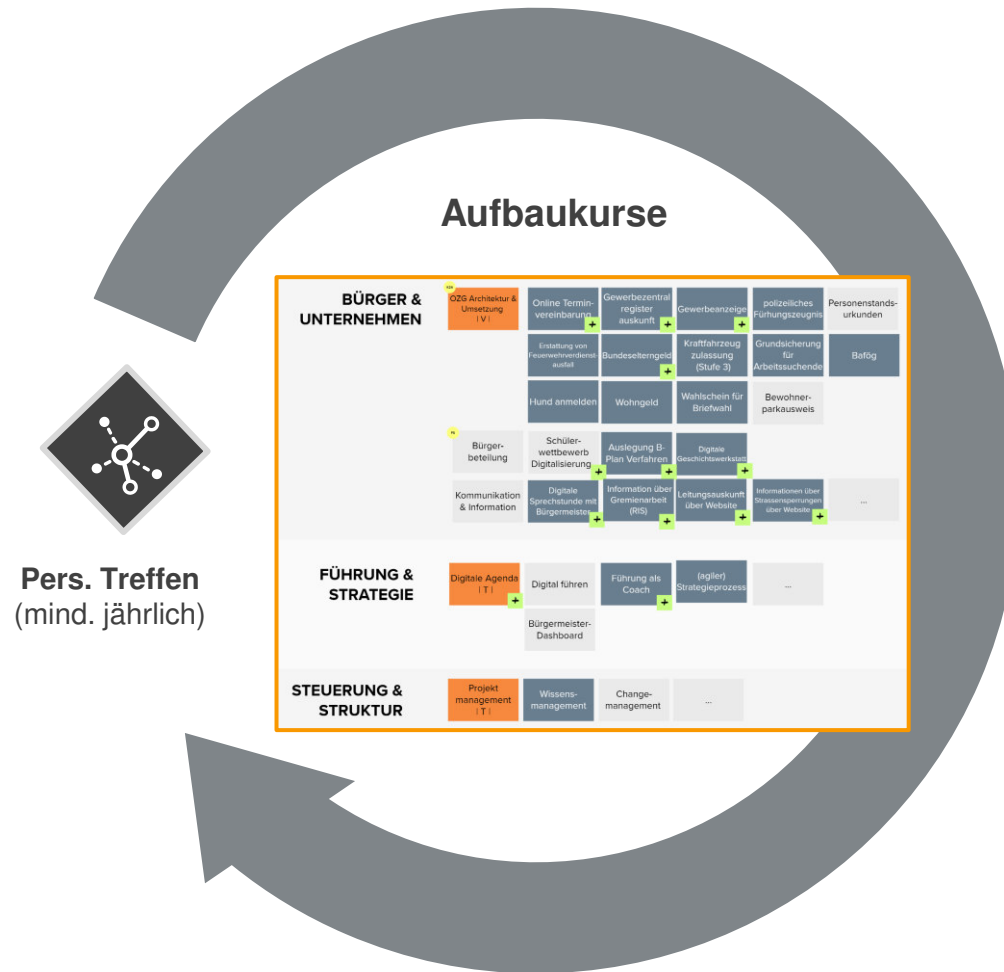 Aufbaukurse
BÜRGER &
UNTERNEHMEN
OZG Architektur &
Umsetzung
| V |
Online Termin-
vereinbarung
Gewerbezentral
register
auskunft
Gewerbeanzeige
polizeiliches
Fürhungszeugnis
Personenstands-
urkunden
Erstattung von
Feuerwehrverdienst-
ausfall
Bundeselterngeld
Kraftfahrzeug
zulassung
(Stufe 3)
Grundsicherung
für
Arbeitssuchende
Bafög
Hund anmelden
Wohngeld
Wahlschein für
Briefwahl
Bewohner-
parkausweis
Bürger-
beteilung
Schüler-
wettbewerb
Digitalisierung
Auslegung B-
Plan Verfahren
Digitale
Geschichtswerkstatt
Kommunikation
& Information
Digitale
Sprechstunde mit
Bürgermeister
Information über
Gremienarbeit
(RIS)
Leitungsauskunft
über Website
Informationen über
Strassensperrungen
über Website
...
FÜHRUNG &
STRATEGIE
Digitale Agenda
| T |
Digital führen
Führung als
Coach
(agiler)
Strategieprozess
...
Bürgermeister-
Dashboard
STEUERUNG &
STRUKTUR
Projekt
management
| T |
Wissens-
management
Change-
management
...
Pers. Treffen
(mind. jährlich)